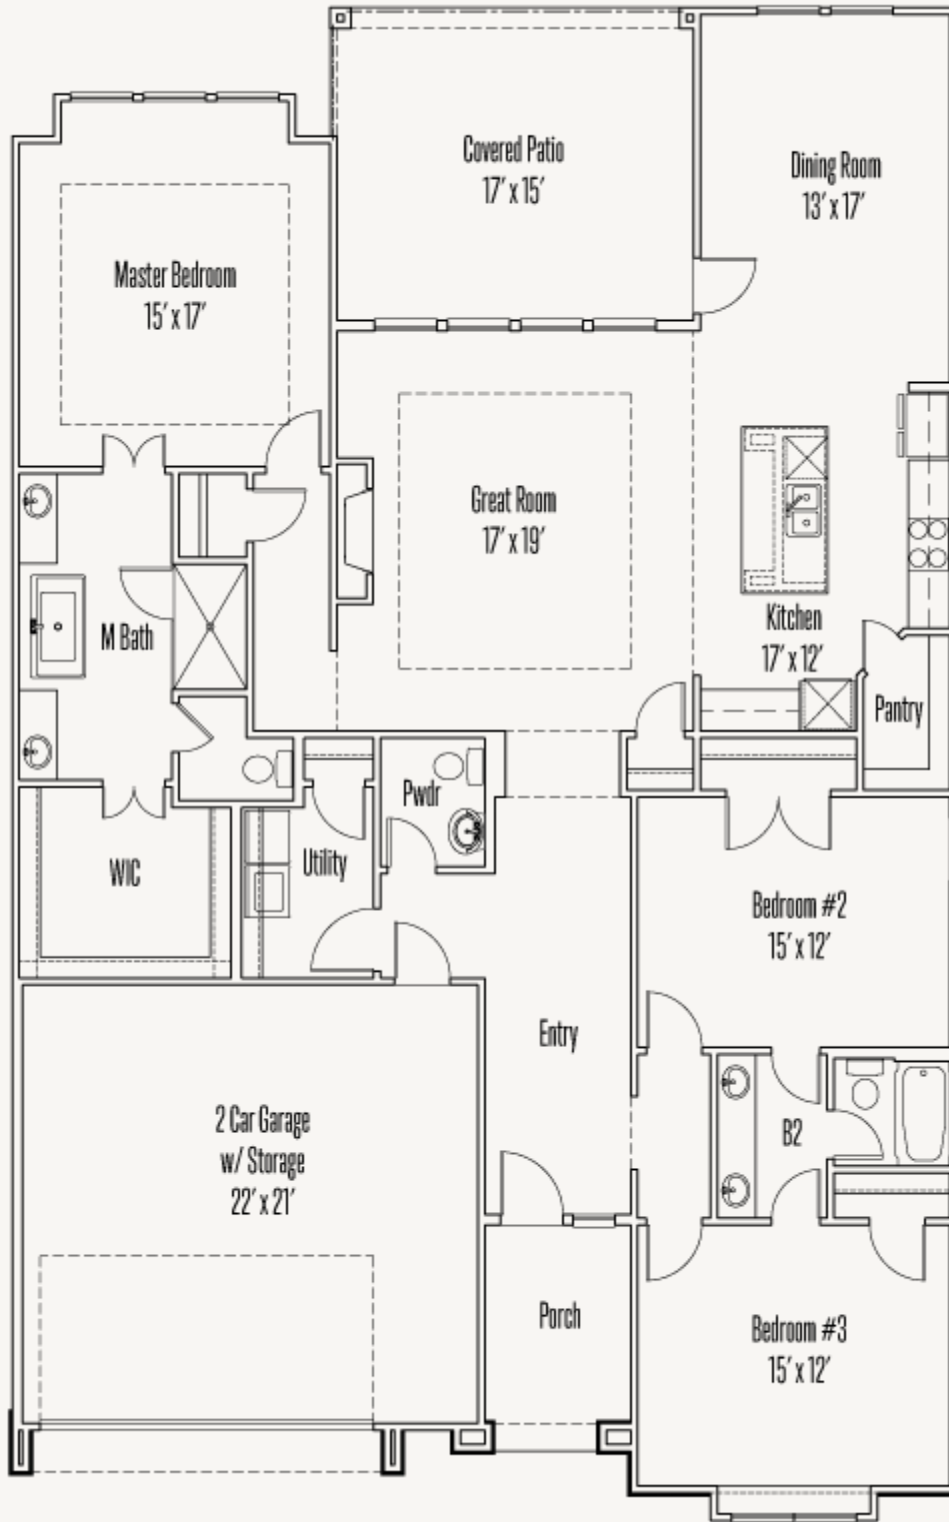 Covered Patio
17' x 15'
Dining Room
13' x 17'
Master Bedroom
15' x 17'
Great Room
17' x 19'
Kitchen
17' x 12'
M Bath
Pantry
Pwdr
Utility
WIC
Bedroom #2
15' x 12'
Entry
2 Car Garage
w/ Storage
22' x 21'
B2
Porch
Bedroom #3
15' x 12'